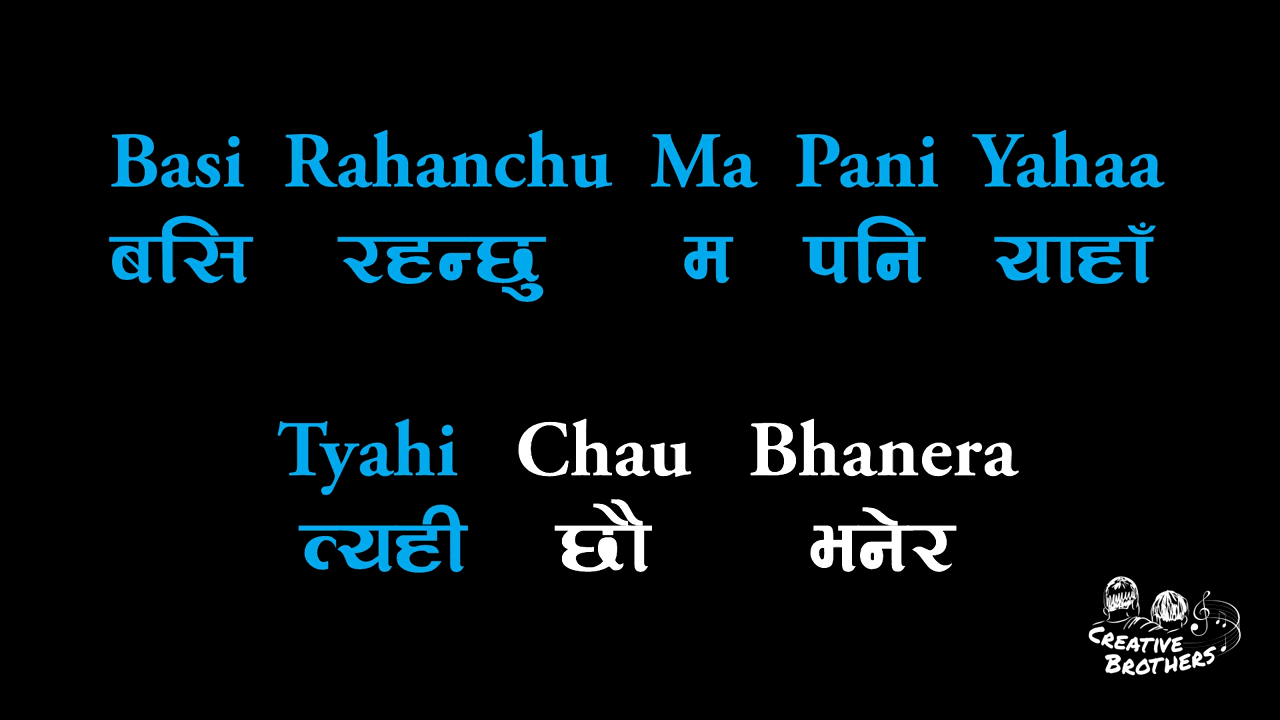 Basi Rahanchu Ma Pani Yahaa
बसि रहन्छु म पनि याहाँ
Tyahi Chau Bhanera
त्यही छौ भनेर
CREATIVE
BROTHERS